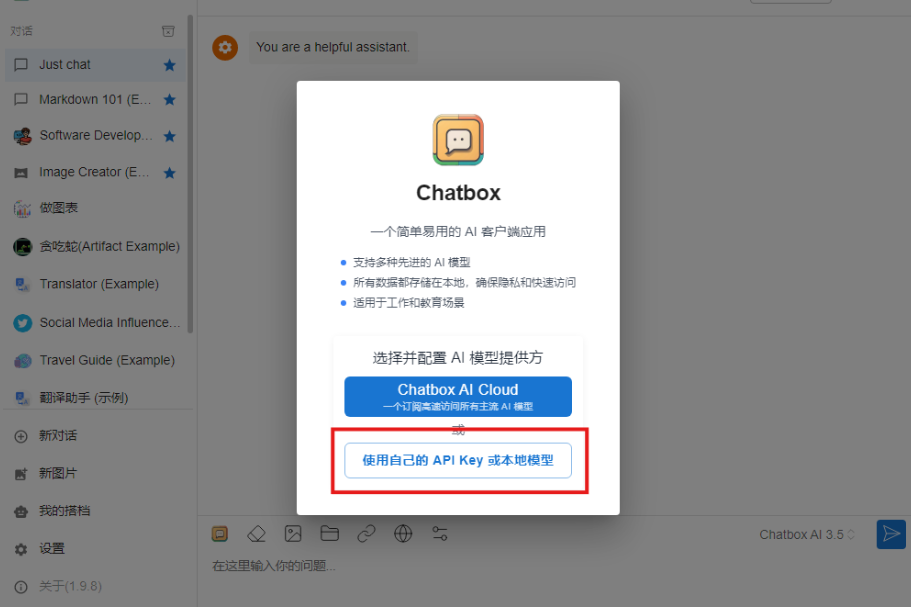 对话
Just chat
Markdown 101 (E...
Software Develop...
Image Creator (E...
做图表
贪吃蛇(Artifact Example)
Translator (Example)
Social Media Influence...
Travel Guide (Example)
翻译助手 (示例)
新对话
新图片
我的搭档
设置
关于(1.9.8)
You are a helpful assistant.
Chatbox
一个简单易用的 AI 客户端应用
支持多种先进的 AI 模型
所有数据都存储在本地，确保隐私和快速访问
适用于工作和教育场景
选择并配置 AI 模型提供方
Chatbox AI Cloud
一个订阅高速访问所有主流 AI 模型
或
使用自己的 API Key 或本地模型
Chatbox AI 3.5
在这里输入你的问题...